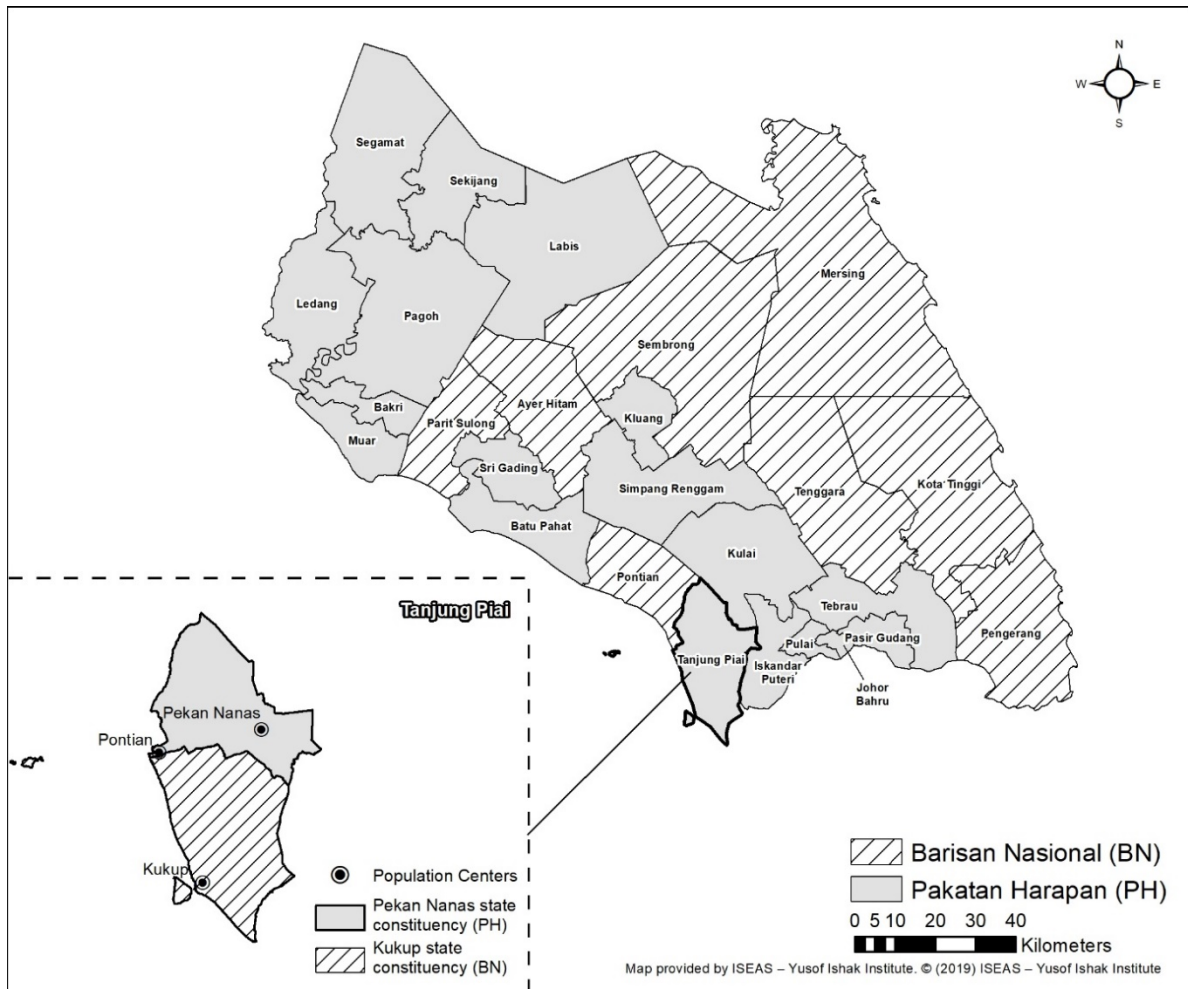 N
W E
S
Segamat
Sekijang
Labis
Mersing
Ledang
Pagoh
Sembrong
Bakri
Parit Sulong
Ayer Hitam
Kluang
Muar
Sri Gading
Simpang Renggam
Tenggara
Kota Tinggi
Batu Pahat
Kulai
Pontian
Tebrau
Pengerang
Pulai
Pasir Gudang
Tanjung Piai
Iskandar
Puteri
Johor
Bahru
Tanjung Piai
Pekan Nanas
Pontian
Kukup
Population Centers
Pekan Nanas state
constituency (PH)
Kukup state
constituency (BN)
Barisan Nasional (BN)
Pakatan Harapan (PH)
0 5 10 20 30 40
Kilometers
Map provided by ISEAS – Yusof Ishak Institute. © (2019) ISEAS – Yusof Ishak Institute